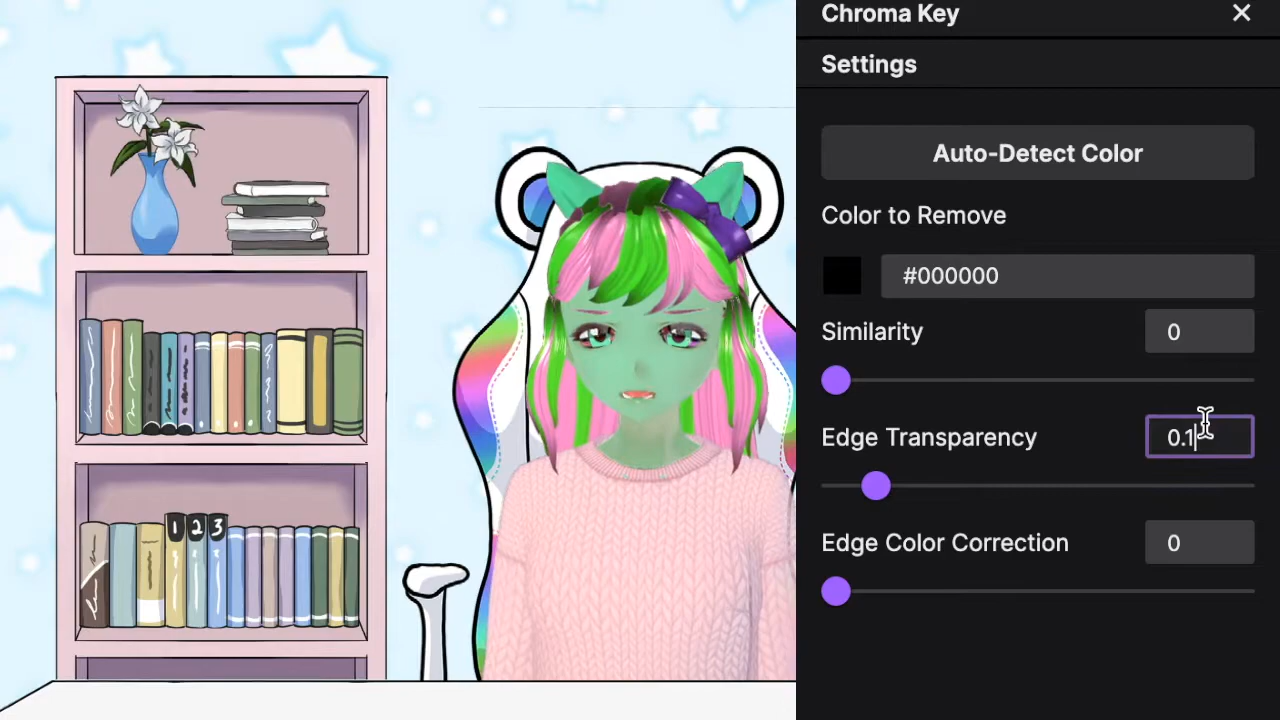 Chroma Key
Settings
Auto-Detect Color
Color to Remove
#000000
Similarity 0
Edge Transparency 0.1
Edge Color Correction 0
1 2 3